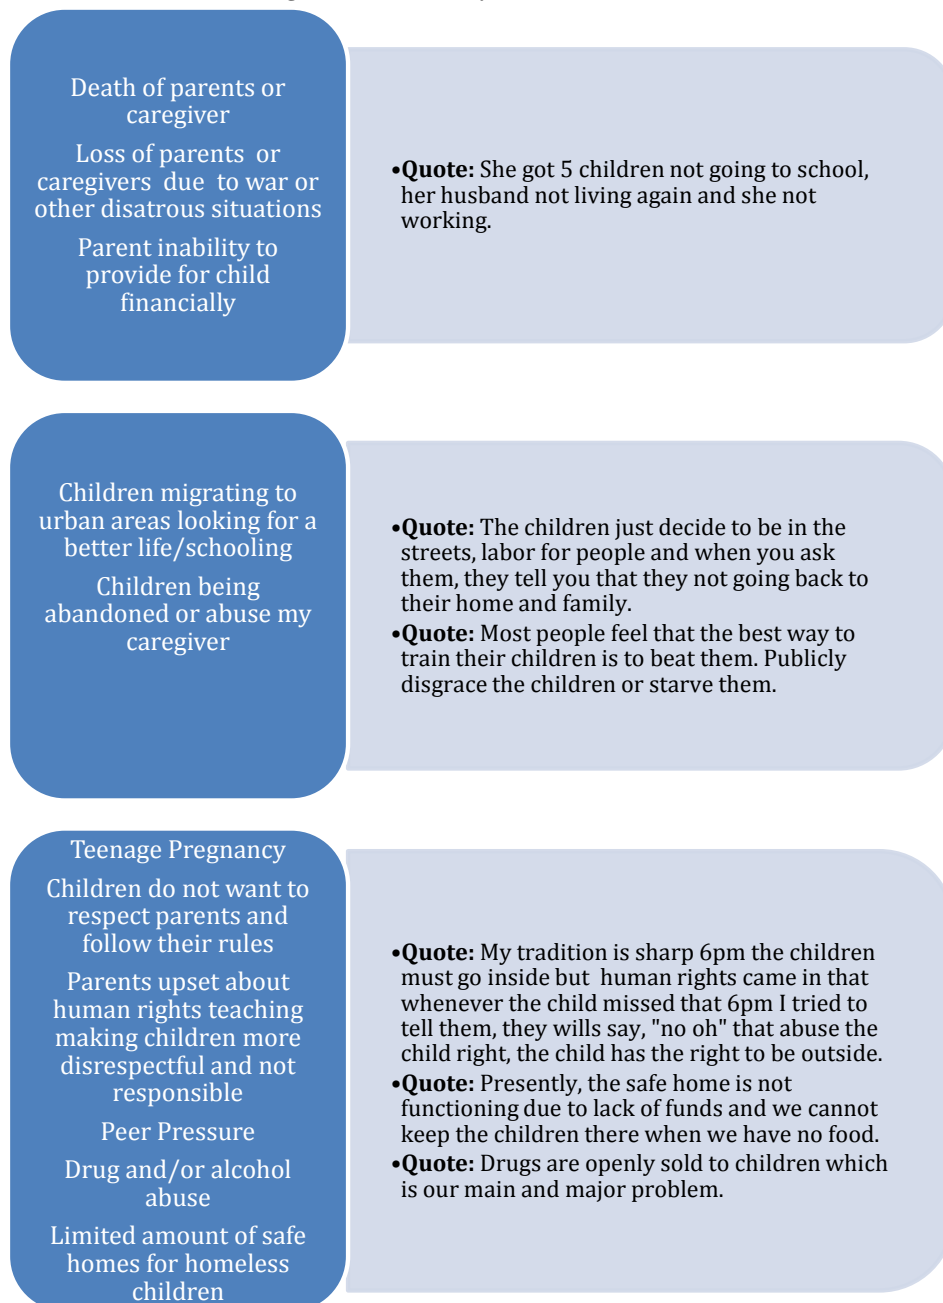 Death of parents or
caregiver
Loss of parents or
caregivers due to war or
other disatrous situations
Parent inability to
provide for child
financially
•Quote: She got 5 children not going to school,
her husband not living again and she not
working.
Children migrating to
urban areas looking for a
better life/schooling
Children being
abandoned or abuse my
caregiver
•Quote: The children just decide to be in the
streets, labor for people and when you ask
them, they tell you that they not going back to
their home and family.
•Quote: Most people feel that the best way to
train their children is to beat them. Publicly
disgrace the children or starve them.
Teenage Pregnancy
Children do not want to
respect parents and
follow their rules
Parents upset about
human rights teaching
making children more
disrespectful and not
responsible
Peer Pressure
Drug and/or alcohol
abuse
Limited amount of safe
homes for homeless
children
•Quote: My tradition is sharp 6pm the children
must go inside but human rights came in that
whenever the child missed that 6pm I tried to
tell them, they wills say, "no oh" that abuse the
child right, the child has the right to be outside.
•Quote: Presently, the safe home is not
functioning due to lack of funds and we cannot
keep the children there when we have no food.
•Quote: Drugs are openly sold to children which
is our main and major problem.